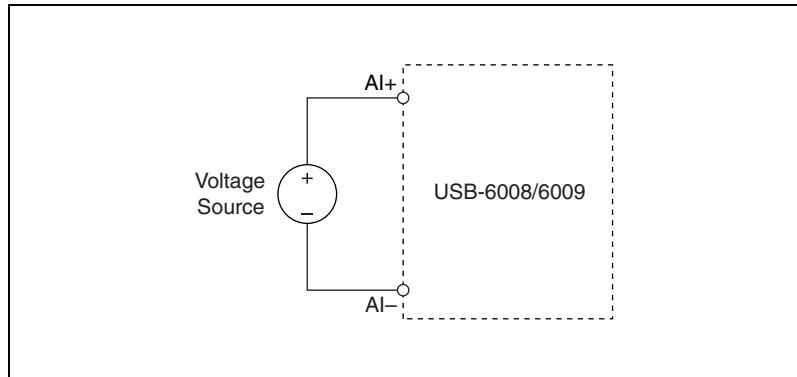 AI+
+
Voltage
Source
–
USB-6008/6009
AI–